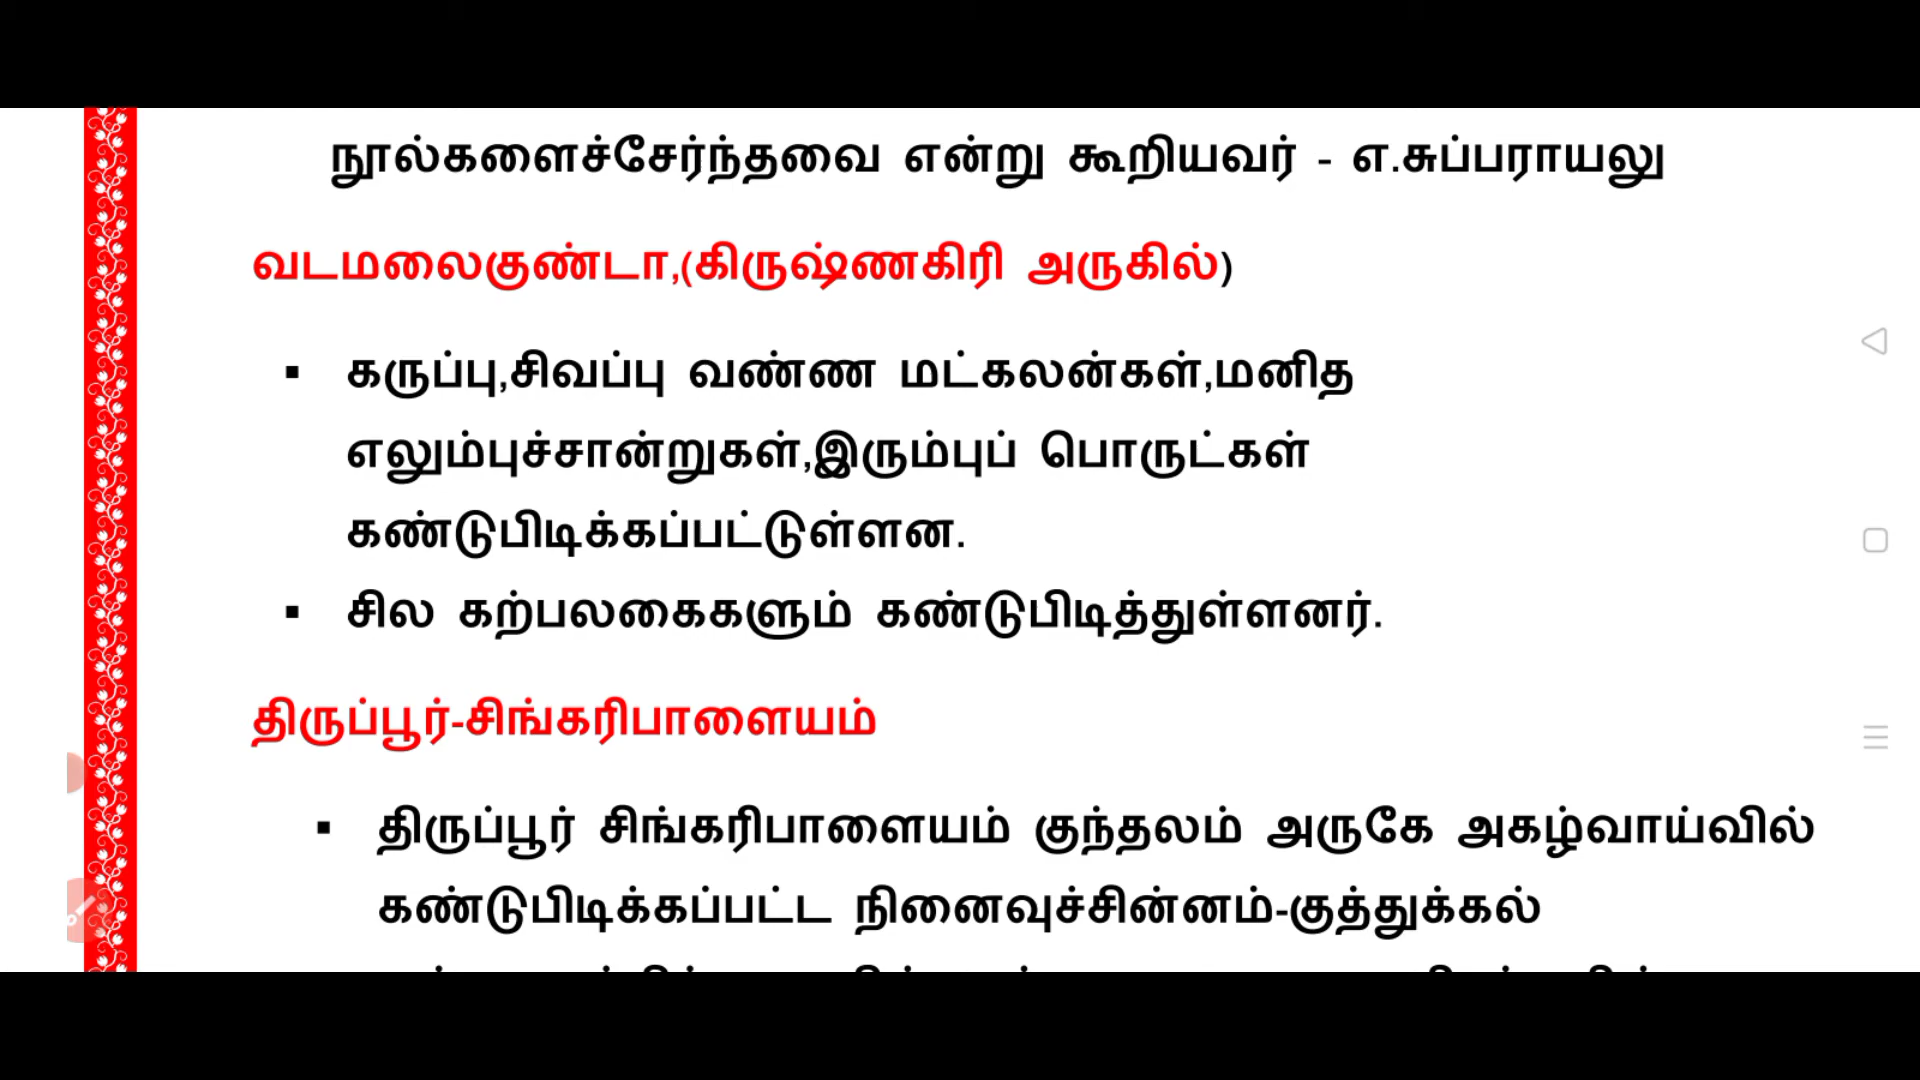 நூல்களைச்சேர்ந்தவை என்று கூறியவர் - எ.சுப்பராயலு
வடமலைகுண்டா,(கிருஷ்ணகிரி அருகில்)
▪ கருப்பு,சிவப்பு வண்ண மட்கலன்கள்,மனித
எலும்புச்சான்றுகள்,இரும்புப் பொருட்கள்
கண்டுபிடிக்கப்பட்டுள்ளன.
▪ சில கற்பலகைகளும் கண்டுபிடித்துள்ளனர்.
திருப்பூர்-சிங்கரிபாளையம்
▪ திருப்பூர் சிங்கரிபாளையம் குந்தலம் அருகே அகழ்வாய்வில்
கண்டுபிடிக்கப்பட்ட நினைவுச்சின்னம்-குத்துக்கல்